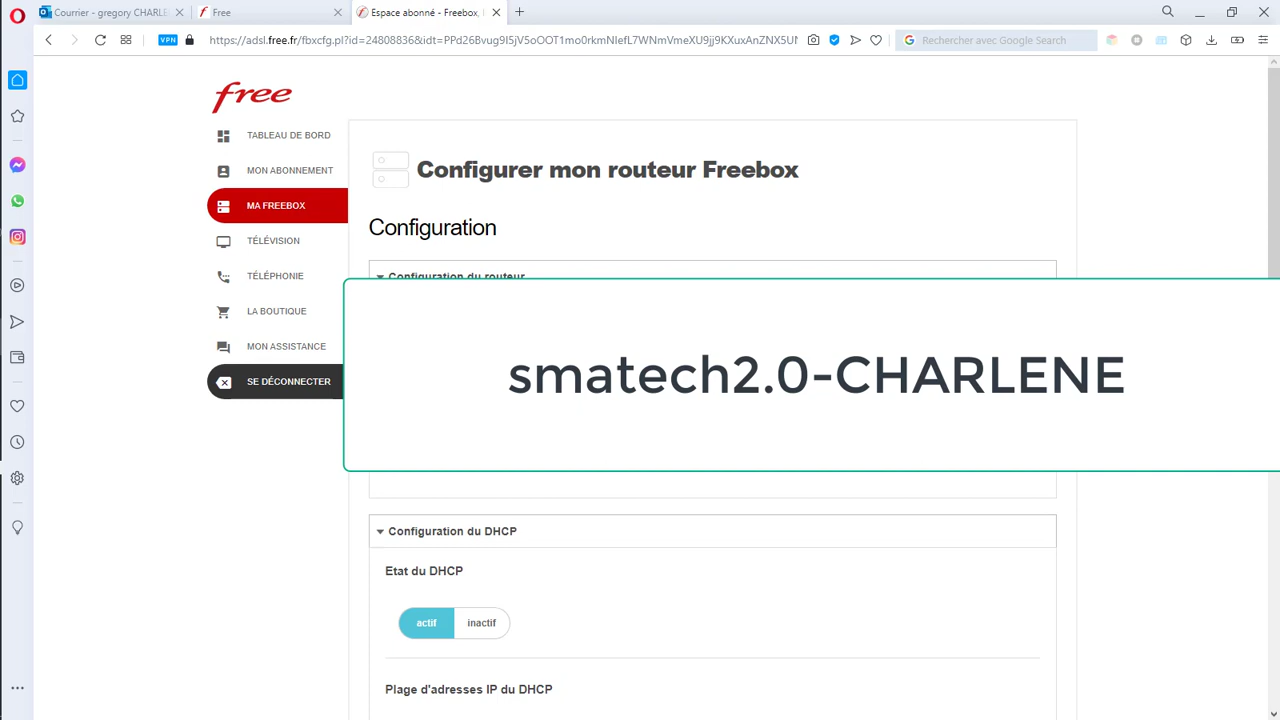 Courrier - gregory CHARLE
Free
Espace abonné - Freebox,
VPN
https://adsl.free.fr/fbxcfg.pl?id=24808836&idt=PPd26Bvug9I5jV5oOOT1mo0rkmNIefL7WNmVmeXU9jj9KXuxAnZNX5UM
Rechercher avec Google Search
free
TABLEAU DE BORD
MON ABONNEMENT
MA FREEBOX
TÉLÉVISION
TÉLÉPHONIE
LA BOUTIQUE
MON ASSISTANCE
SE DÉCONNECTER
Configurer mon routeur Freebox
Configuration
Configuration du routeur
smatech2.0-CHARLENE
Configuration du DHCP
Etat du DHCP
actif
inactif
Plage d'adresses IP du DHCP